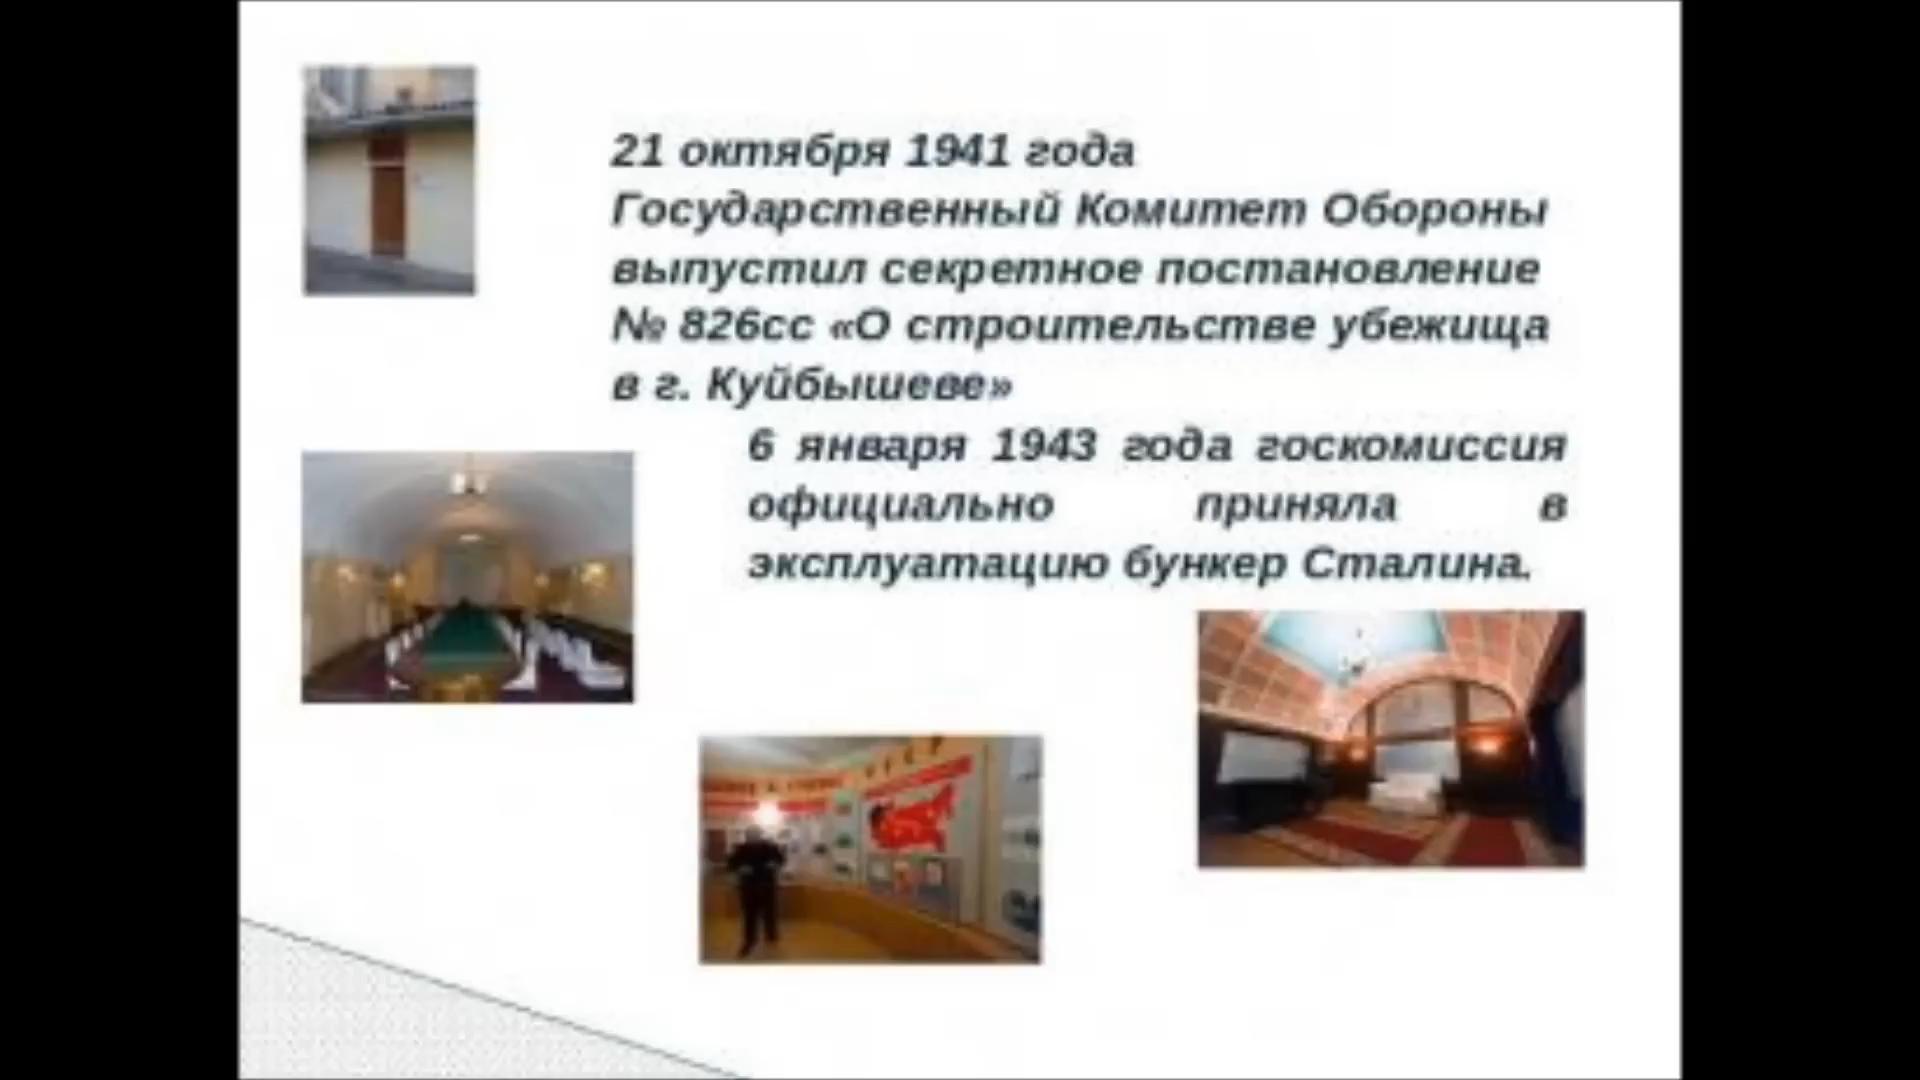 21 октября 1941 года
Государственный Комитет Обороны
выпустил секретное постановление
№ 826сс «О строительстве убежища
в г. Куйбышеве»
6 января 1943 года госкомиссия
официально приняла в
эксплуатацию бункер Сталина.